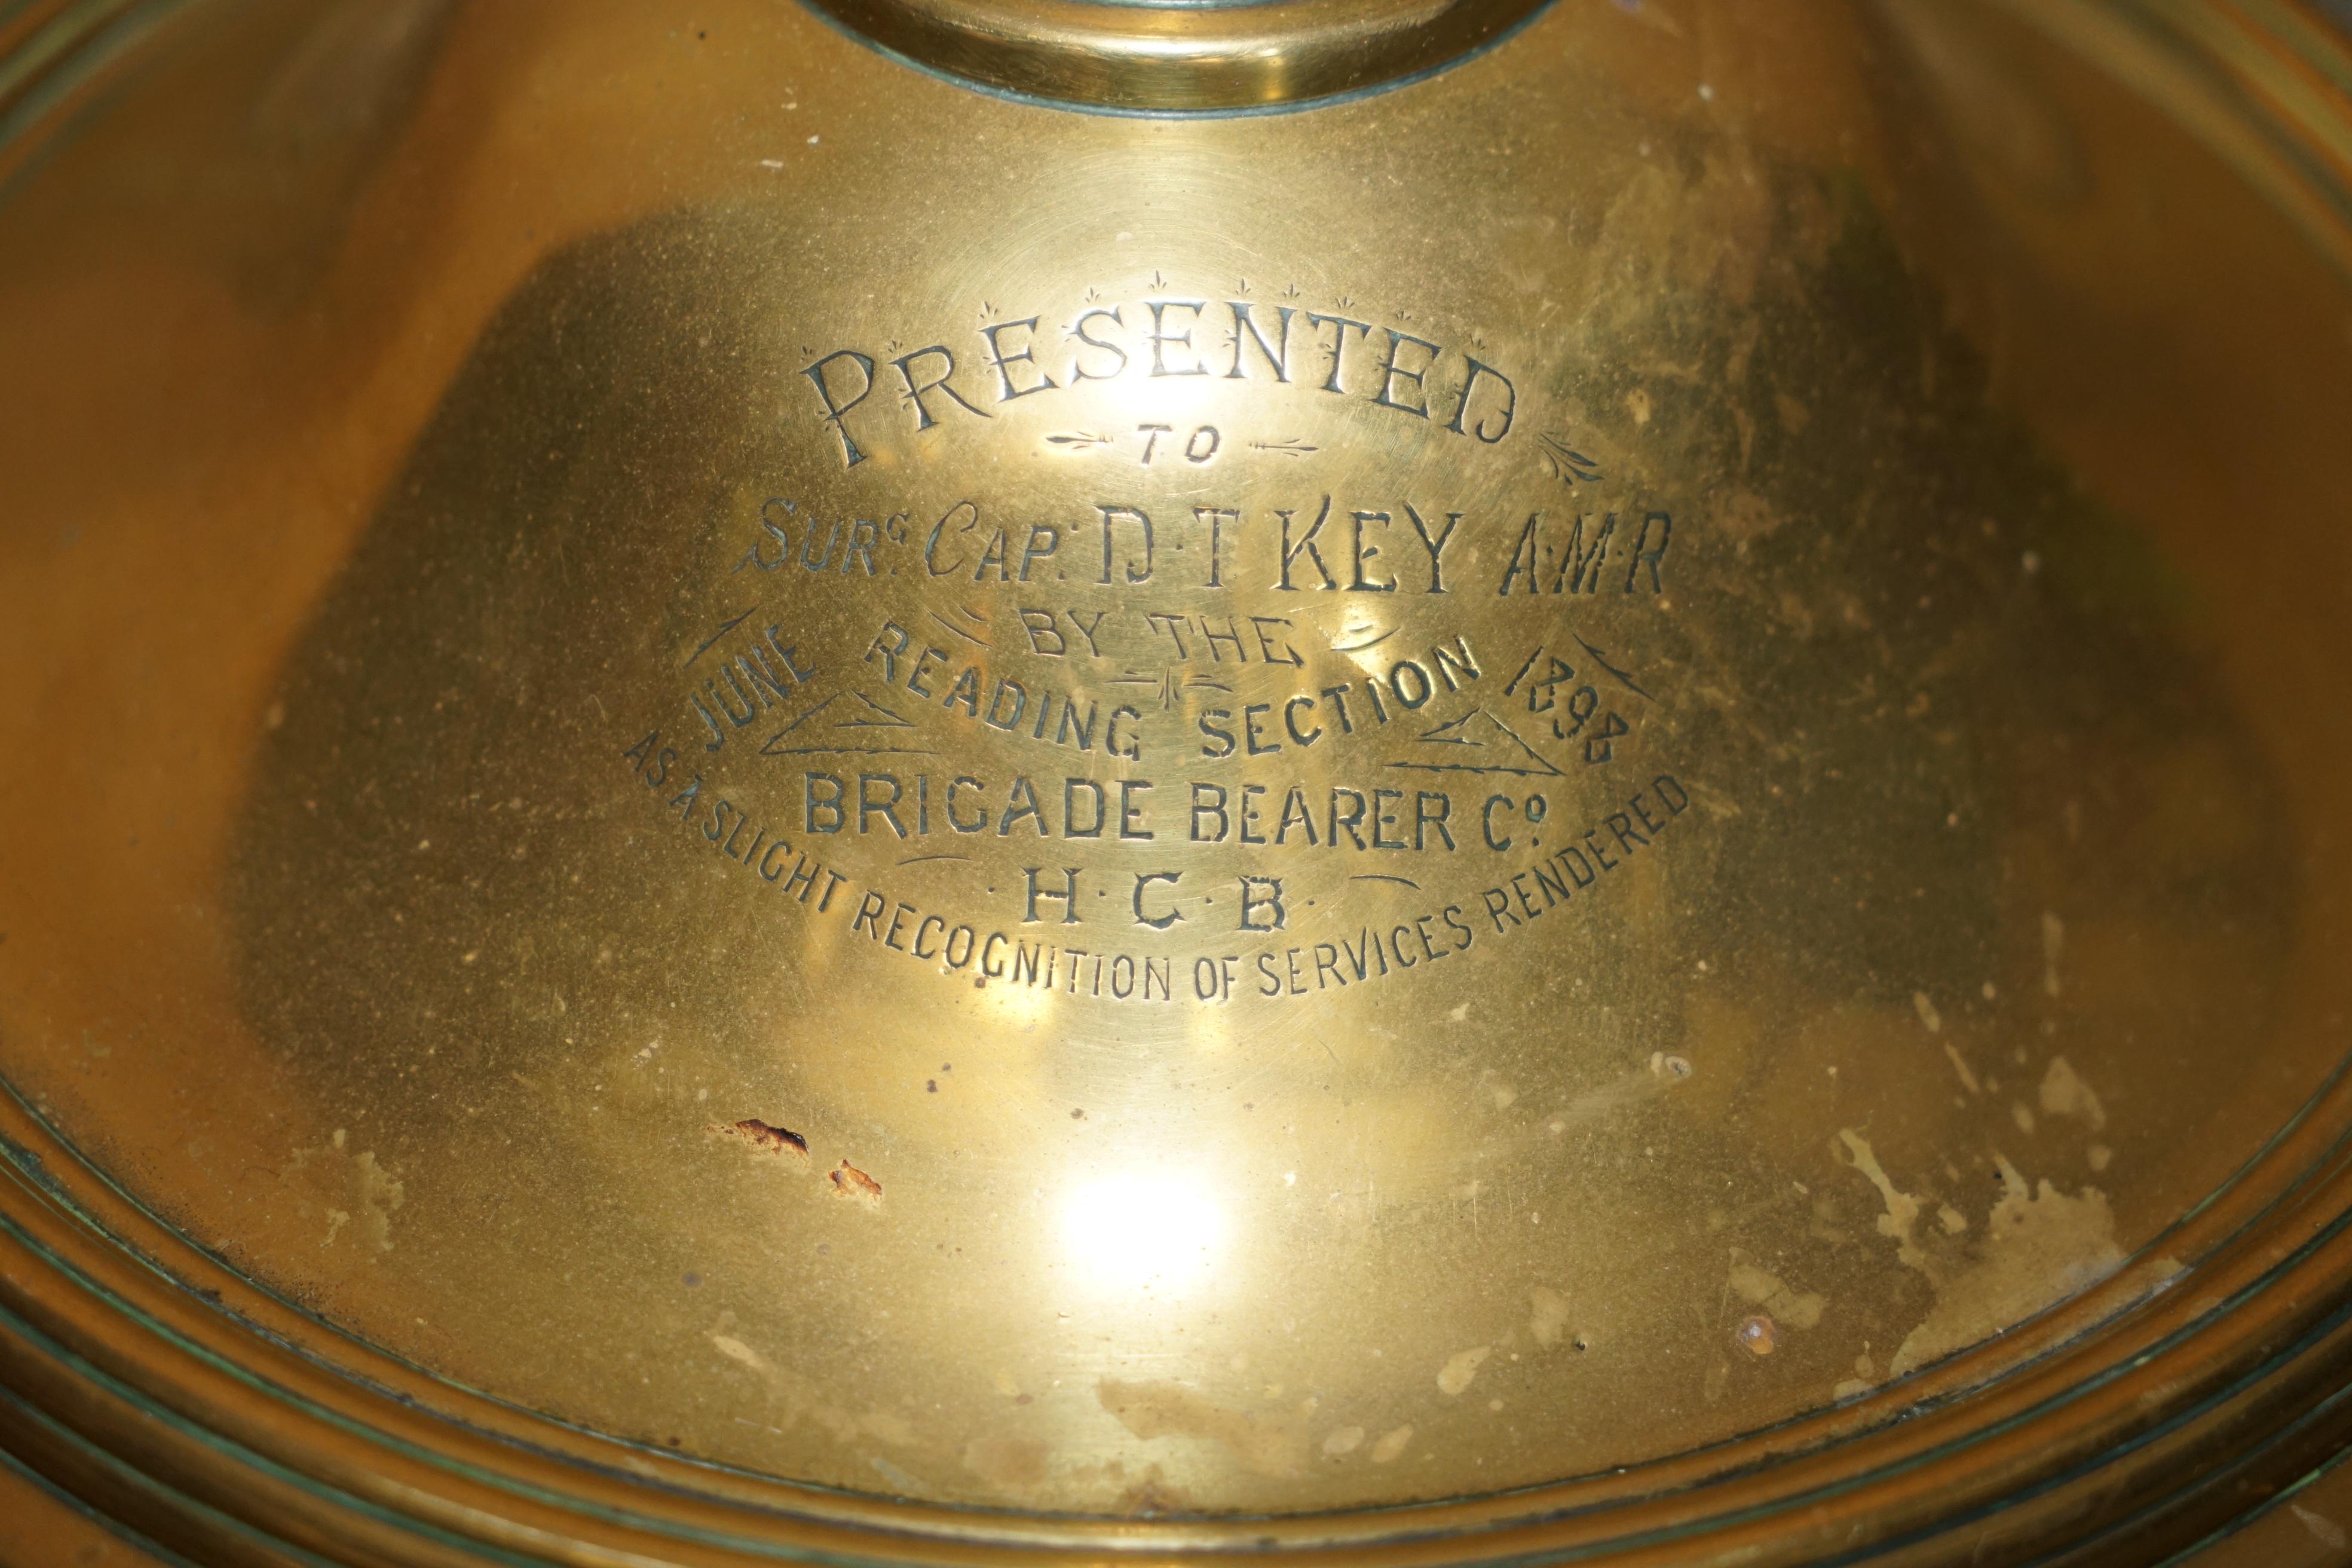 PRESENTED
TO
SURG. CAP. D·T KEY A·M·R
BY THE
READING SECTION
JUNE 1898
BRIGADE BEARER CO.
H·C·B·
AS A SLIGHT RECOGNITION OF SERVICES RENDERED